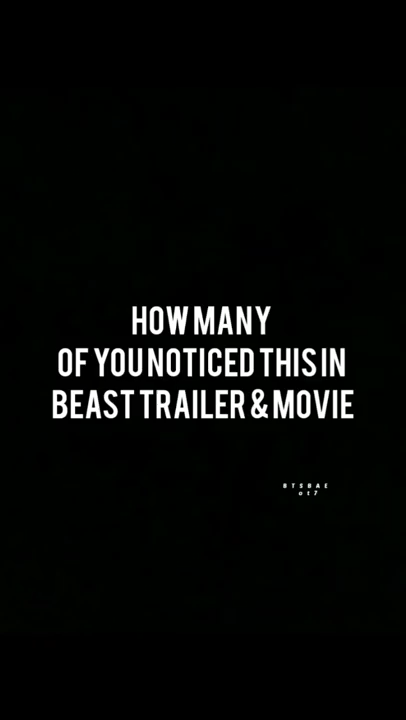 HOW MANY
OF YOU NOTICED THIS IN
BEAST TRAILER & MOVIE
BTSBAE
ot7